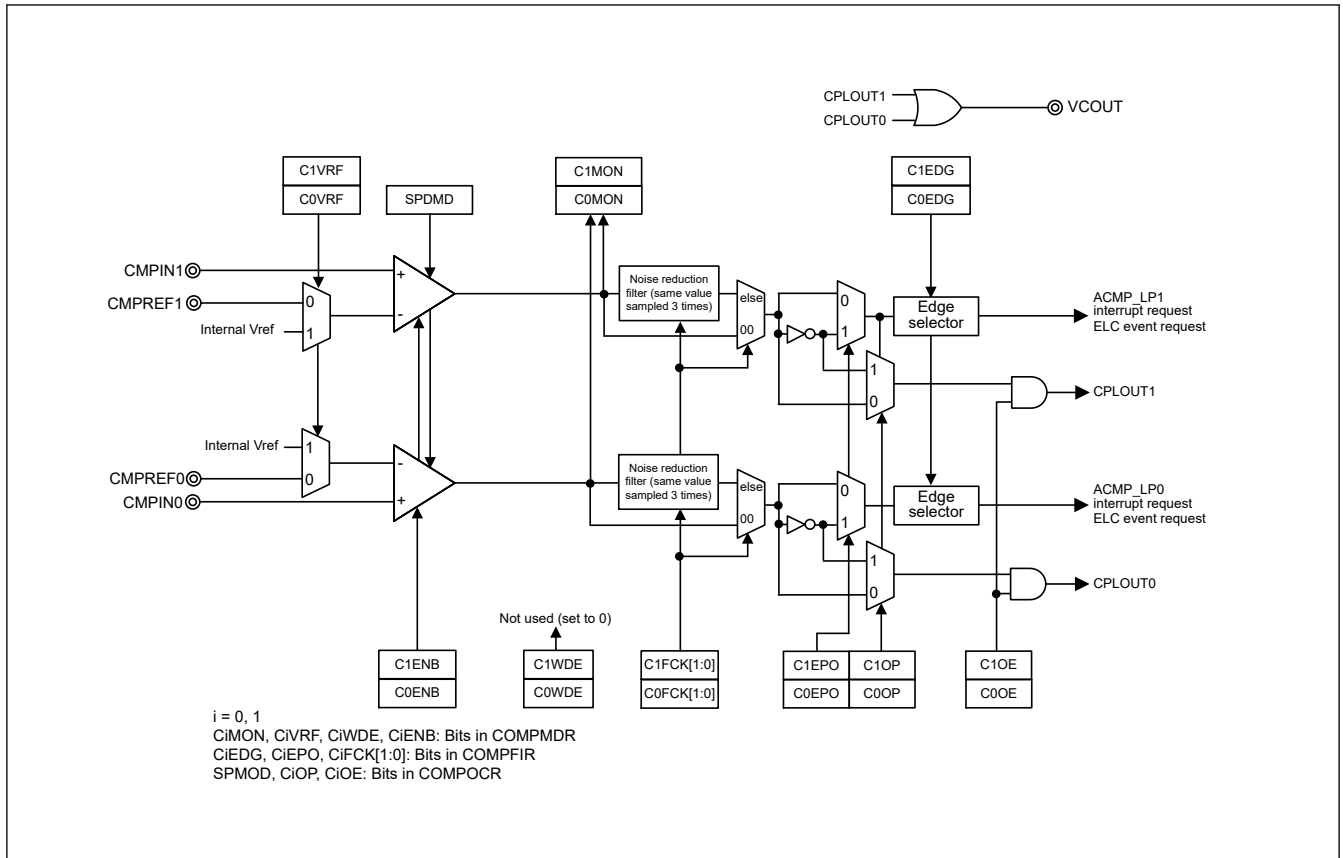 CPLOUT1
CPLOUT0
VCOUT
C1VRF
C0VRF
SPDMD
C1MON
C0MON
C1EDG
C0EDG
CMPIN1
+
CMPREF1
0
-
Internal Vref
1
Noise reduction
filter (same value
sampled 3 times)
else
00
0
1
Edge
selector
ACMP_LP1
interrupt request
ELC event request
1
0
CPLOUT1
Internal Vref
1
-
CMPREF0
0
CMPIN0
+
Noise reduction
filter (same value
sampled 3 times)
else
00
0
1
Edge
selector
ACMP_LP0
interrupt request
ELC event request
1
0
CPLOUT0
Not used (set to 0)
C1ENB
C0ENB
C1WDE
C0WDE
C1FCK[1:0]
C0FCK[1:0]
C1EPO
C0EPO
C1OP
C0OP
C1OE
C0OE
i = 0, 1
CiMON, CiVRF, CiWDE, CiENB: Bits in COMPMDR
CiEDG, CiEPO, CiFCK[1:0]: Bits in COMPFIR
SPMOD, CiOP, CiOE: Bits in COMPOCR